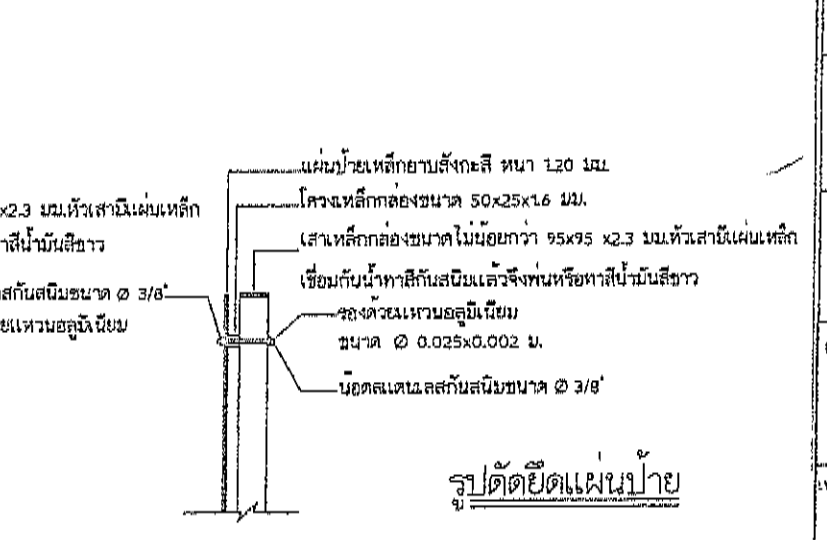 แผ่นป้ายเหล็กอาบสังกะสี หนา 1.20 มม.
โครงเหล็กกล่องขนาด 50x25x1.6 มม.
เสาเหล็กกล่องขนาดไม่น้อยกว่า 95x95 x2.3 มม.หัวเสามีแผ่นเหล็ก
เชื่อมกันน้ำทาสีกันสนิมแล้วจึงพ่นหรือทาสีน้ำมันสีขาว
รองด้วยแหวนอลูมิเนียม
ขนาด Ø 0.025x0.002 ม.
น๊อตสแตนเลสกันสนิมขนาด Ø 3/8"
x2.3 มม.หัวเสามีแผ่นเหล็ก
าสีน้ำมันสีขาว
สกันสนิมขนาด Ø 3/8"
ยแหวนอลูมิเนียม
รูปตัดยึดแผ่นป้าย